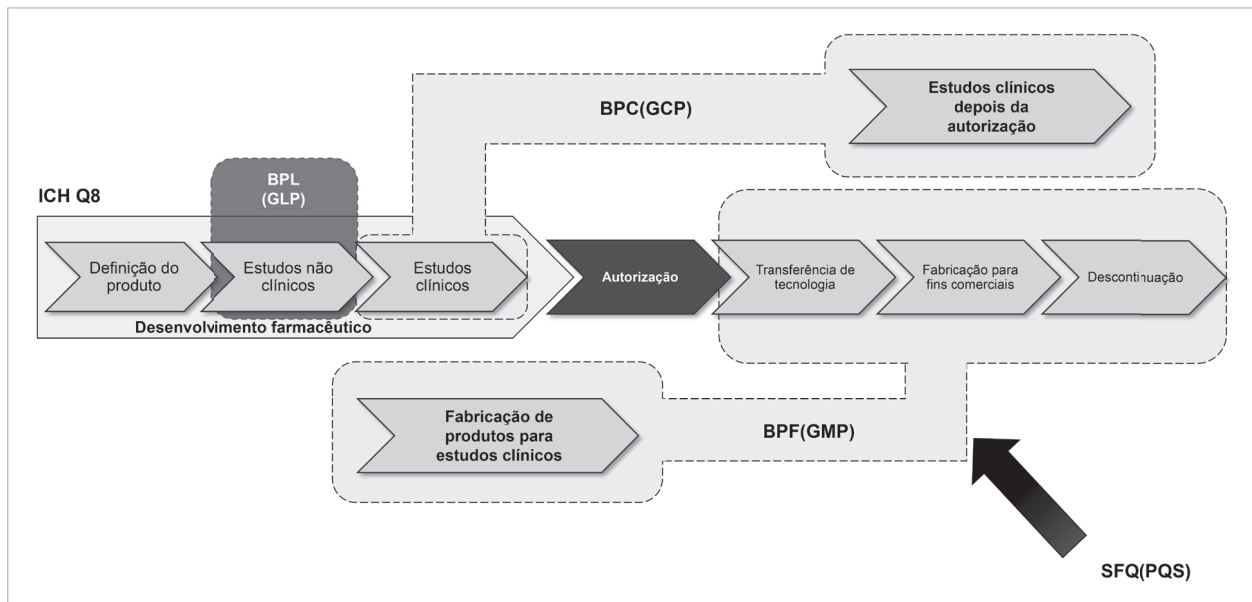 BPC(GCP)
Estudos clínicos
depois da
autorização
ICH Q8
BPL
(GLP)
Definição do
produto
Estudos não
clínicos
Estudos
clínicos
Autorização
Transferência de
tecnologia
Fabricação para
fins comerciais
Descontinuação
Desenvolvimento farmacêutico
Fabricação de
produtos para
estudos clínicos
BPF(GMP)
SFQ(PQS)